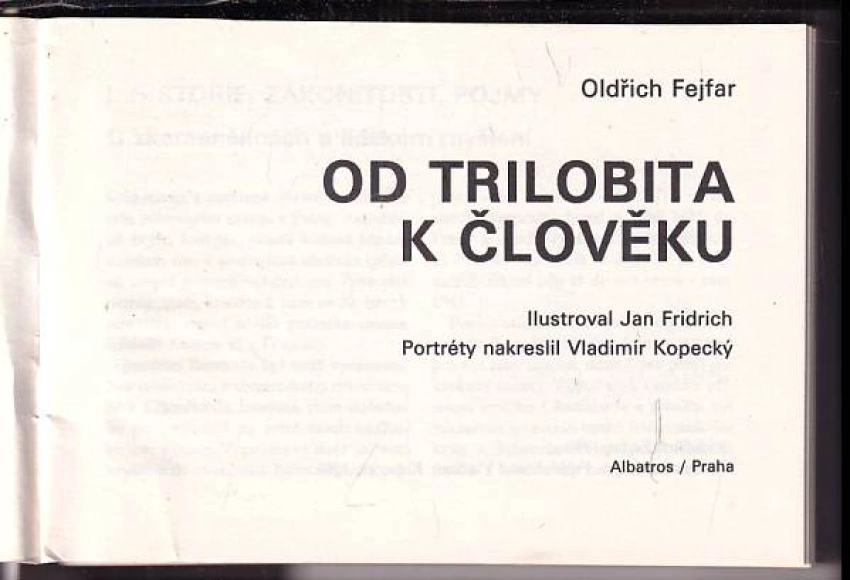 Oldřich Fejfar
OD TRILOBITA
K ČLOVĚKU
Ilustroval Jan Fridrich
Portréty nakreslil Vladimír Kopecký
Albatros / Praha